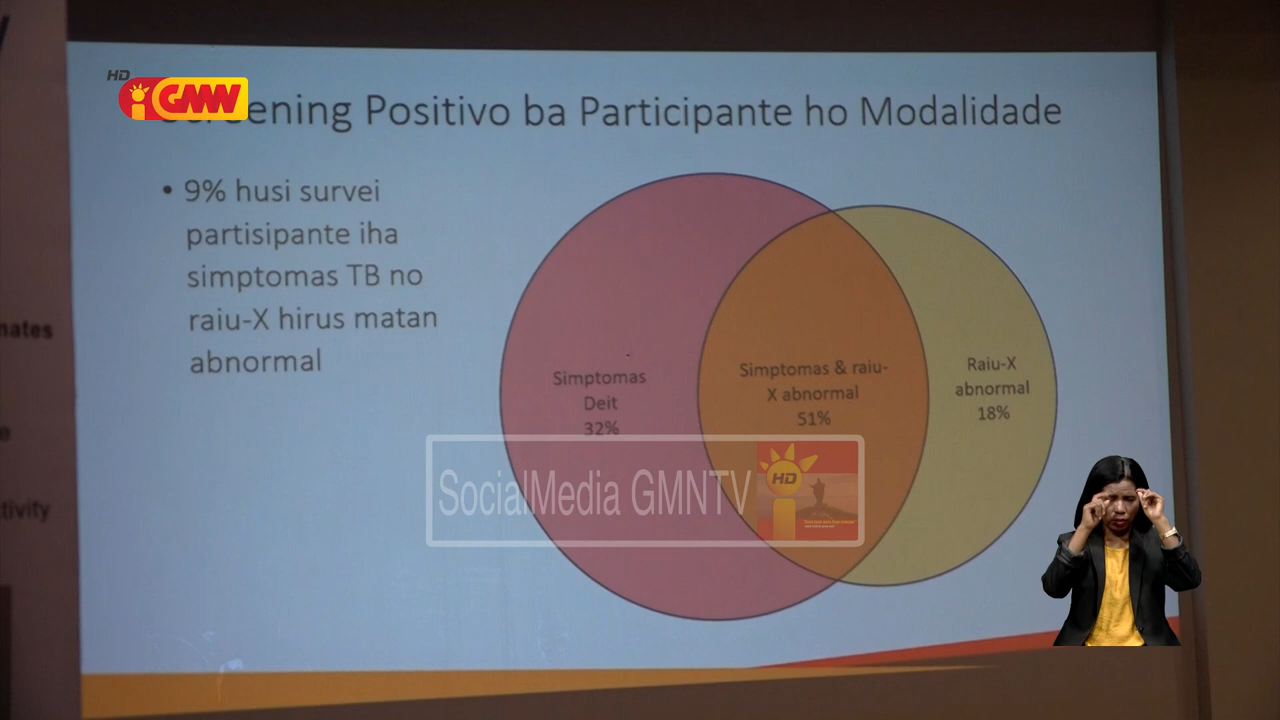 HD
GMN
Screening Positivo ba Participante ho Modalidade
• 9% husi survei
partisipante iha
simptomas TB no
raiu-X hirus matan
abnormal
Simptomas
Deit
32%
Simptomas & raiu-
X abnormal
51%
Raiu-X
abnormal
18%
SocialMedia GMNTV
HD
nates
tivity